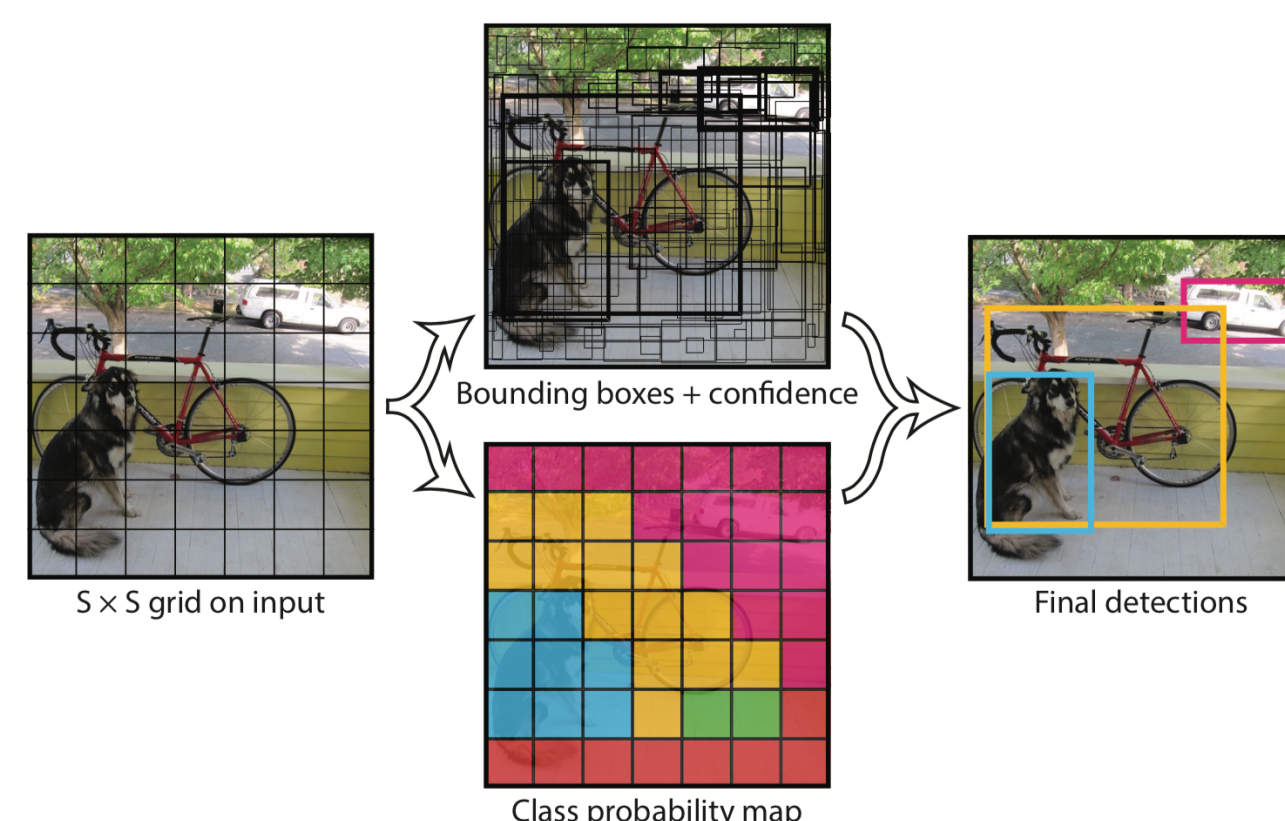 S × S grid on input
Bounding boxes + confidence
Class probability map
Final detections